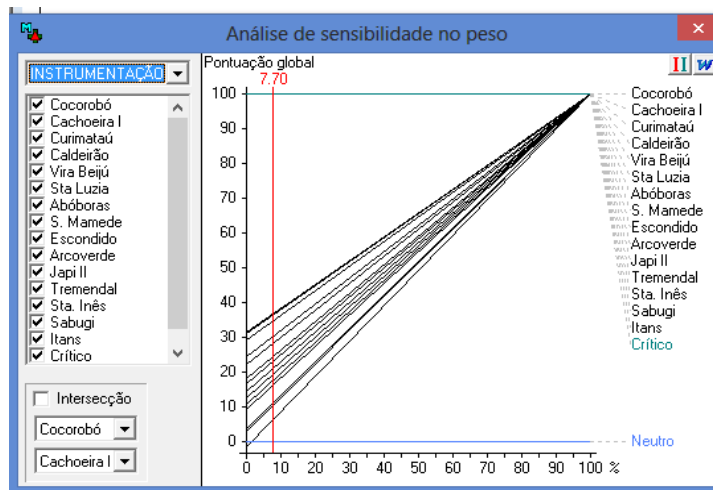 Análise de sensibilidade no peso
INSTRUMENTAÇÃO
Cocorobó
Cachoeira I
Curimataú
Caldeirão
Vira Beijú
Sta Luzia
Abóboras
S. Mamede
Escondido
Arcoverde
Japi II
Tremendal
Sta. Inês
Sabugi
Itans
Crítico
Intersecção
Cocorobó
Cachoeira I
Pontuação global
7.70
100
90
80
70
60
50
40
30
20
10
0
0 10 20 30 40 50 60 70 80 90 100 %
Cocorobó
Cachoeira I
Curimataú
Caldeirão
Vira Beijú
Sta Luzia
Abóboras
S. Mamede
Escondido
Arcoverde
Japi II
Tremendal
Sta. Inês
Sabugi
Itans
Crítico
Neutro
II W